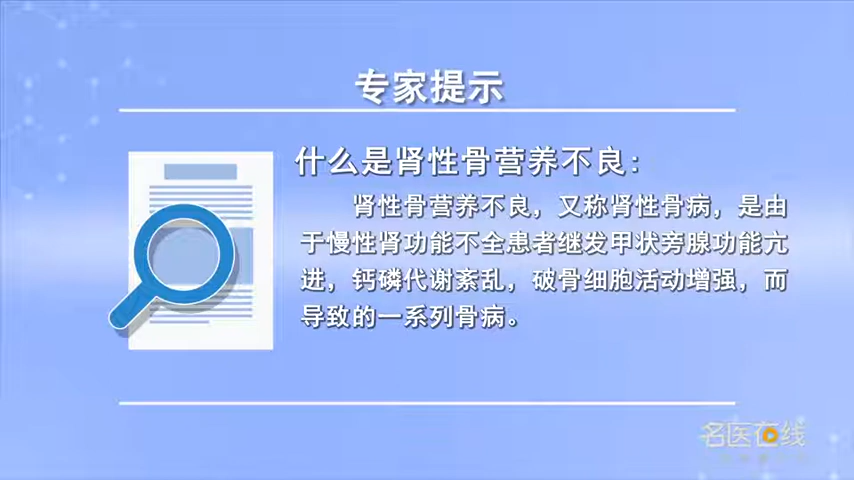 专家提示
什么是肾性骨营养不良：
肾性骨营养不良，又称肾性骨病，是由
于慢性肾功能不全患者继发甲状旁腺功能亢
进，钙磷代谢紊乱，破骨细胞活动增强，而
导致的一系列骨病。
名医在线